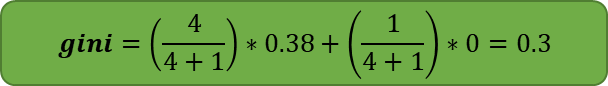 gini = (4/(4 + 1)) * 0.38 + (1/(4 + 1)) * 0 = 0.3